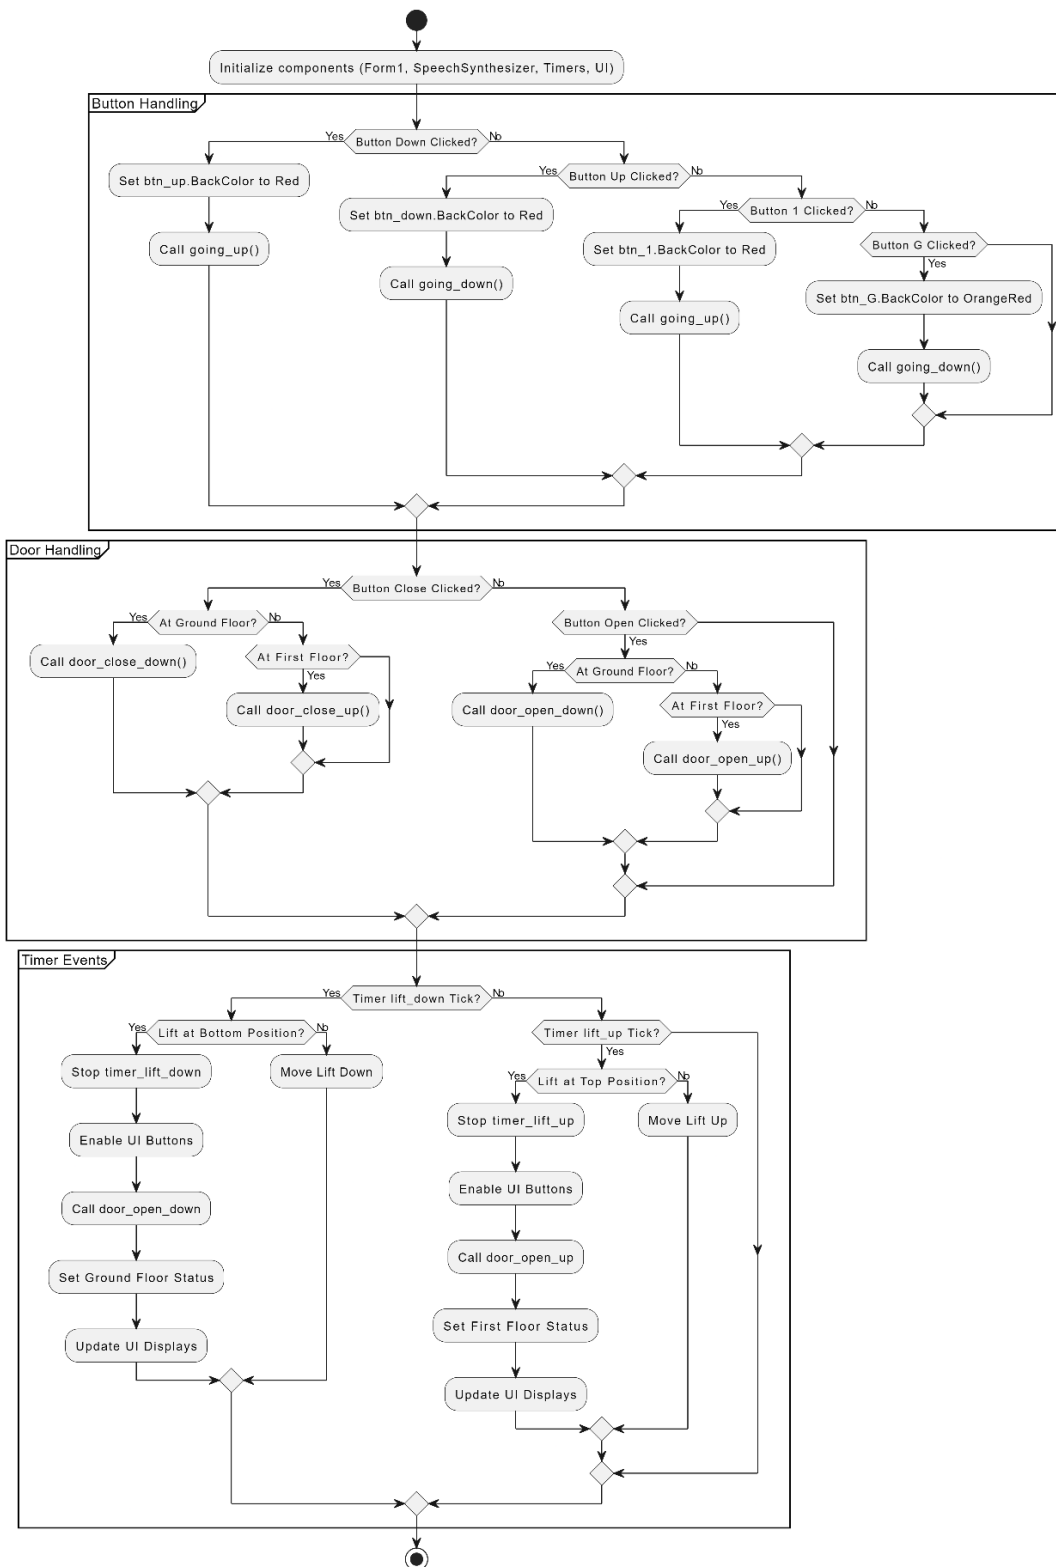 Initialize components (Form1, SpeechSynthesizer, Timers, UI)
Button Handling
Yes
Button Down Clicked?
No
Set btn_up.BackColor to Red
Call going_up()
Yes
Button Up Clicked?
No
Set btn_down.BackColor to Red
Call going_down()
Yes
Button 1 Clicked?
No
Set btn_1.BackColor to Red
Call going_up()
Button G Clicked?
Yes
Set btn_G.BackColor to OrangeRed
Call going_down()
Door Handling
Yes
Button Close Clicked?
No
Yes
At Ground Floor?
No
Call door_close_down()
At First Floor?
Yes
Call door_close_up()
Button Open Clicked?
Yes
Yes
At Ground Floor?
No
Call door_open_down()
At First Floor?
Yes
Call door_open_up()
Timer Events
Yes
Timer lift_down Tick?
No
Yes
Lift at Bottom Position?
No
Stop timer_lift_down
Move Lift Down
Enable UI Buttons
Call door_open_down
Set Ground Floor Status
Update UI Displays
Timer lift_up Tick?
Yes
Yes
Lift at Top Position?
No
Stop timer_lift_up
Move Lift Up
Enable UI Buttons
Call door_open_up
Set First Floor Status
Update UI Displays